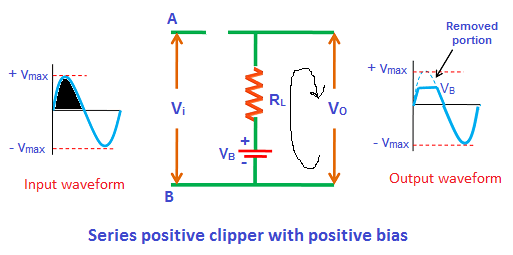 A
Removed
portion
+ Vmax
+ Vmax
VB
Vi
RL
VO
+
VB
-
- Vmax
- Vmax
Input waveform
Output waveform
B
Series positive clipper with positive bias